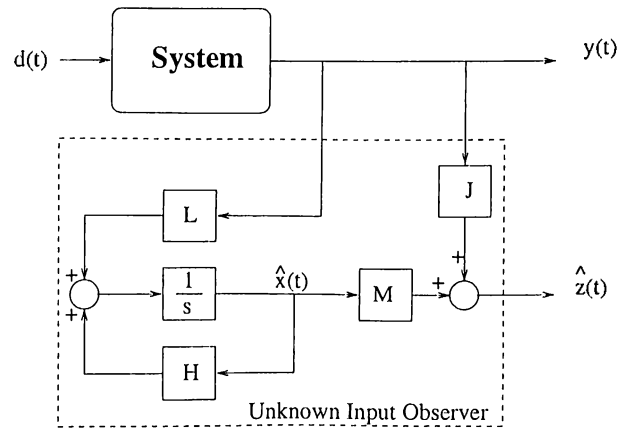 d(t)
System
y(t)
L
J
+
+
1
s
^
x(t)
M
+
+
^
z(t)
H
Unknown Input Observer